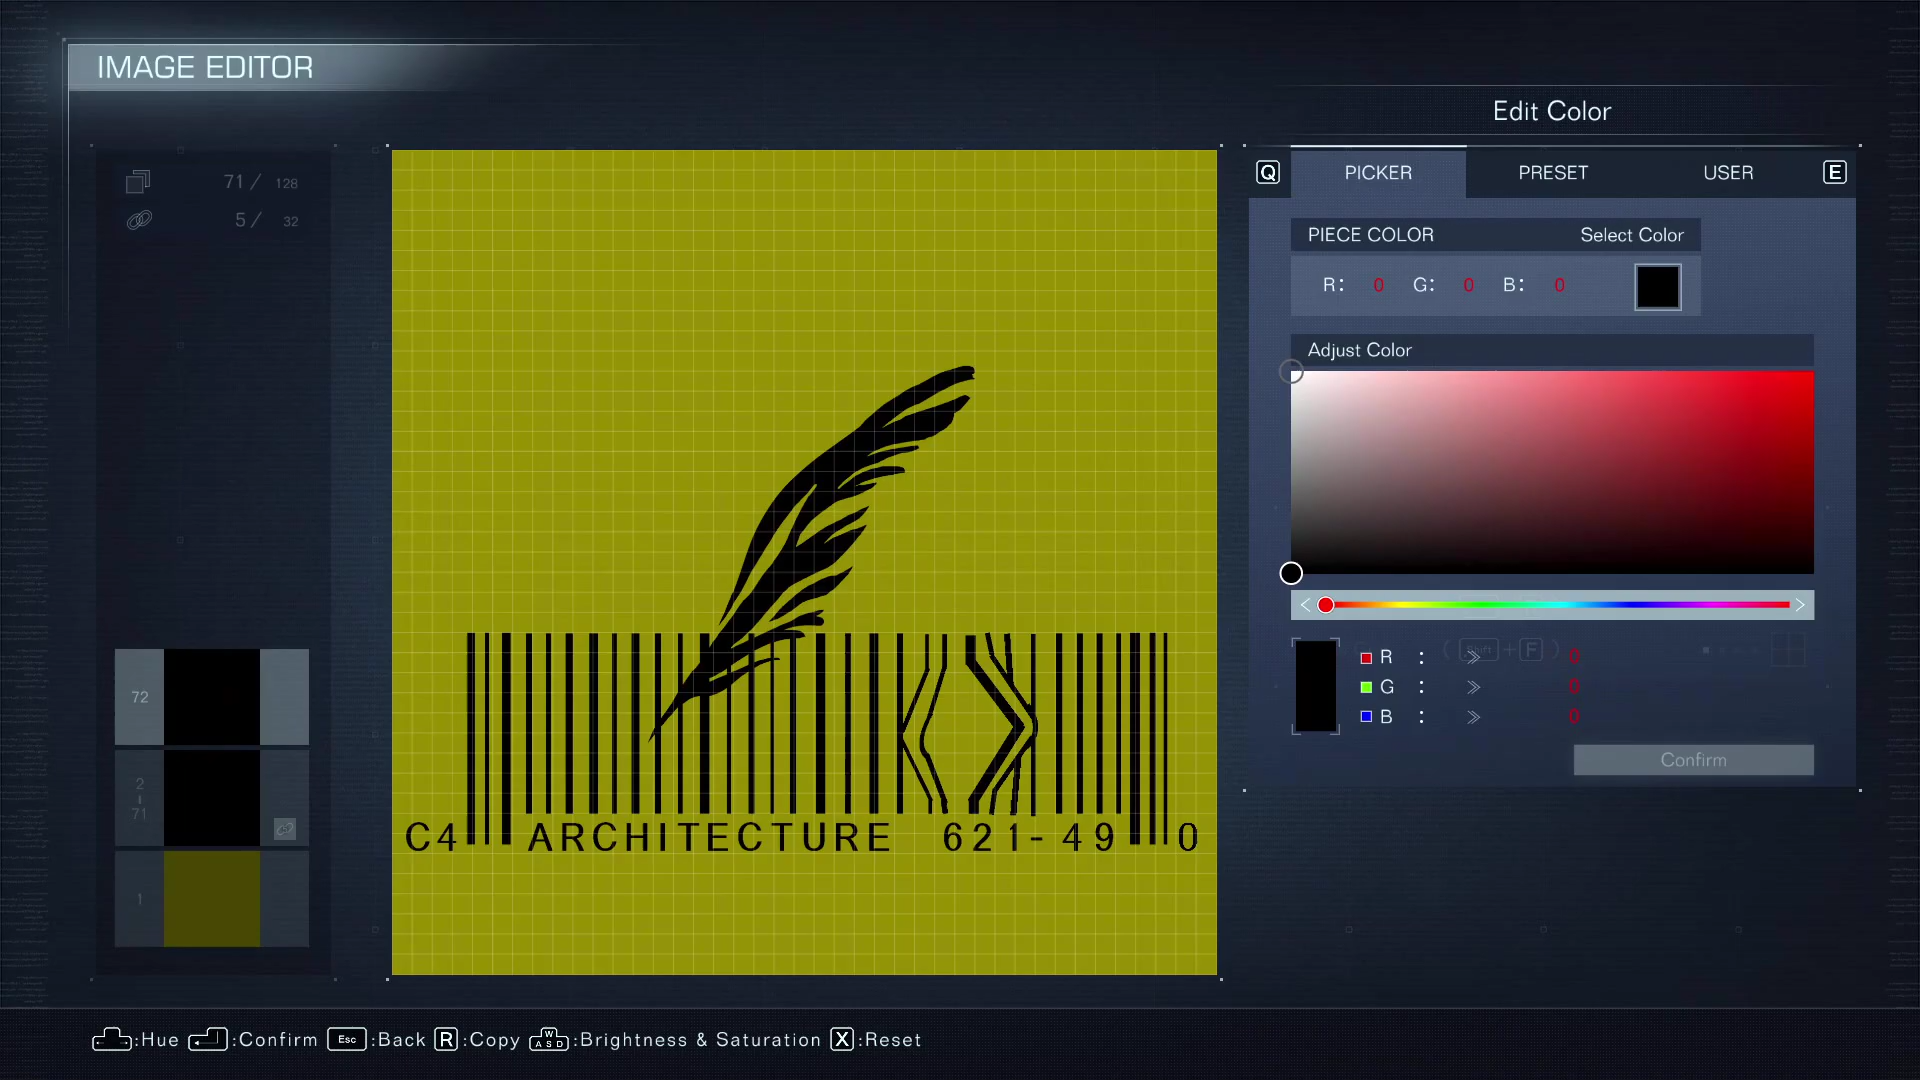 IMAGE EDITOR
Edit Color
71 / 128
5 / 32
Q PICKER PRESET USER E
PIECE COLOR Select Color
R: 0 G: 0 B: 0
Adjust Color
( Shift + F )
R : 0
G : 0
B : 0
Confirm
72
2
71
1
C4 ARCHITECTURE 621-49 0
:Hue :Confirm Esc :Back R :Copy W A S D :Brightness & Saturation X :Reset